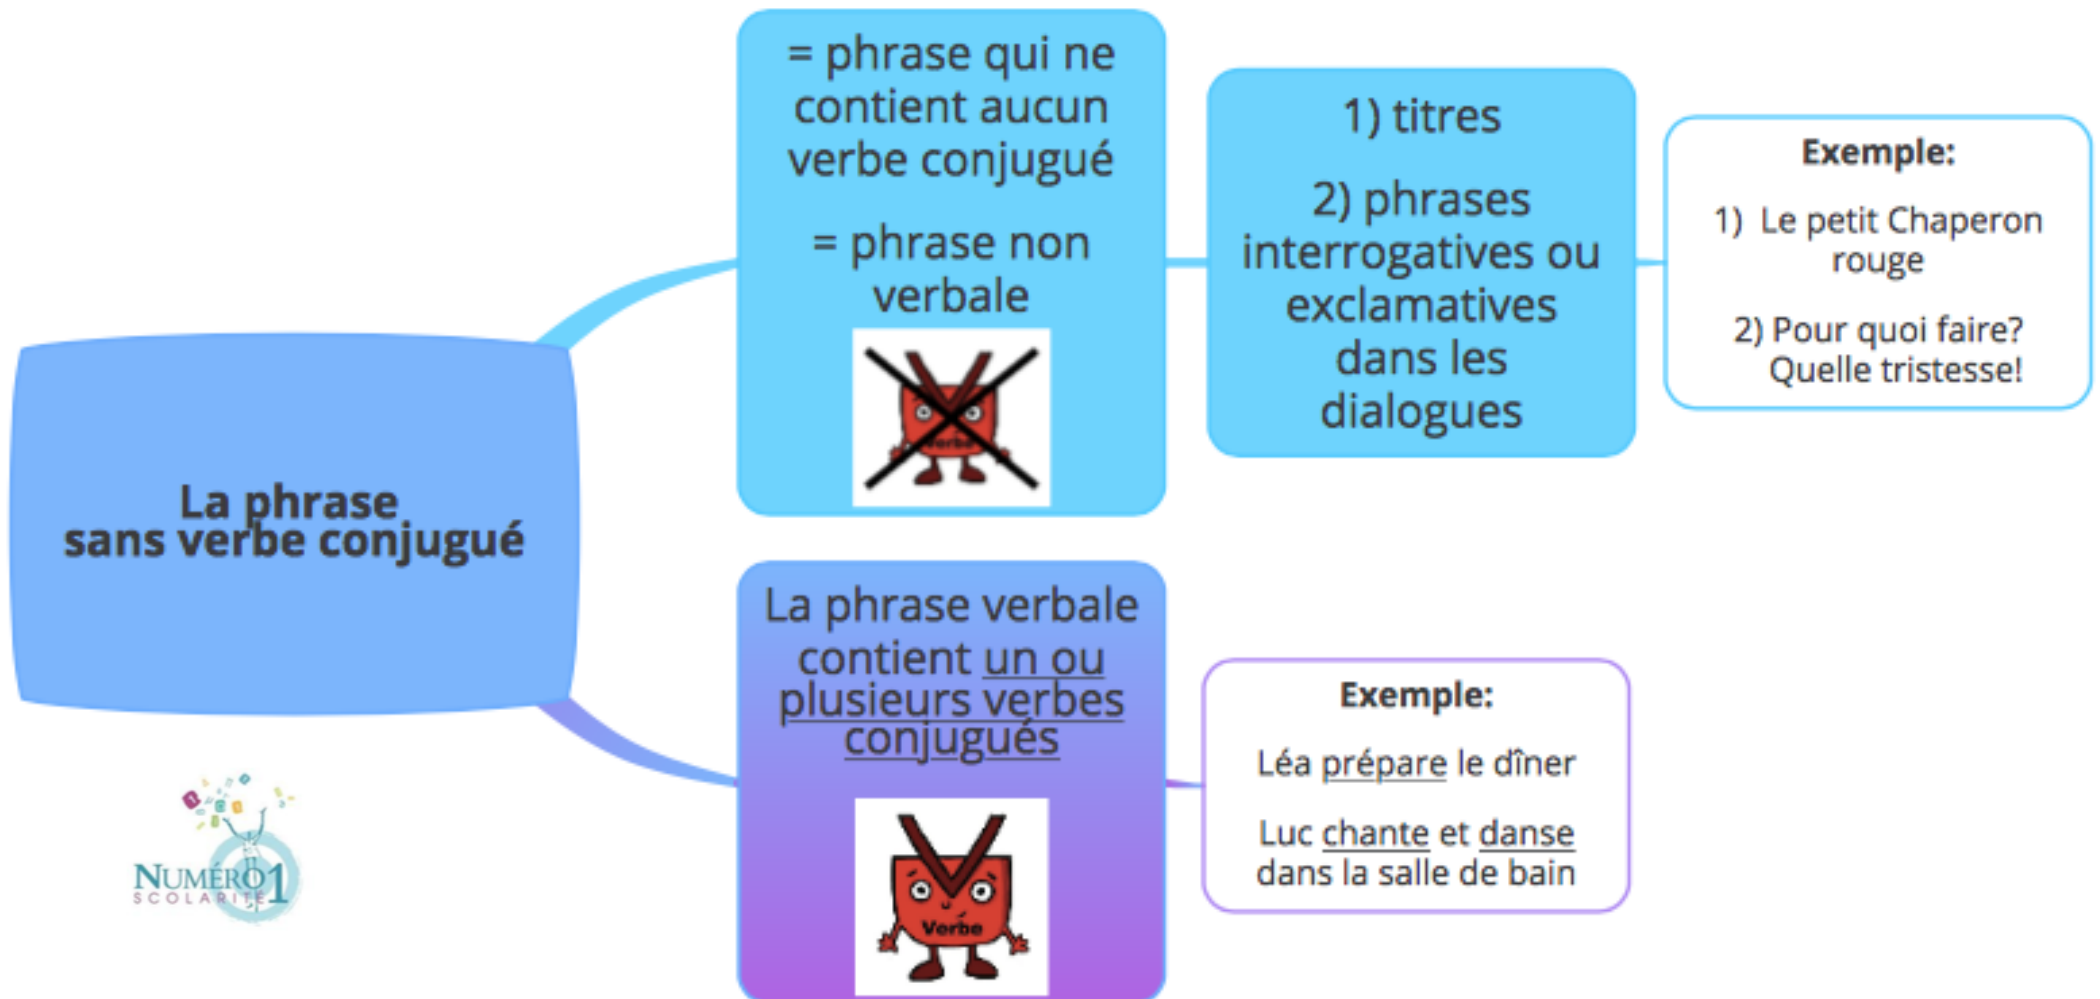 La phrase
sans verbe conjugué
= phrase qui ne
contient aucun
verbe conjugué
= phrase non
verbale
verbe
1) titres
2) phrases
interrogatives ou
exclamatives
dans les
dialogues
Exemple:
1) Le petit Chaperon
rouge
2) Pour quoi faire?
Quelle tristesse!
La phrase verbale
contient un ou
plusieurs verbes
conjugués
Verbe
Exemple:
Léa prépare le dîner
Luc chante et danse
dans la salle de bain
NUMÉRO1
SCOLARITÉ